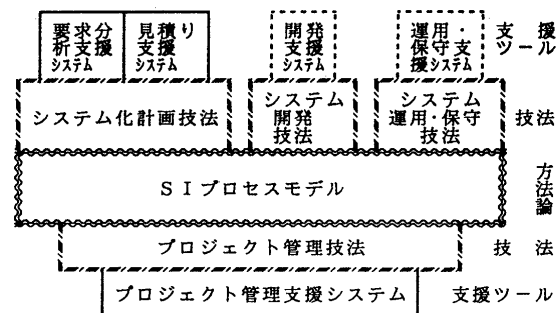 要求分析支援システム
見積り支援システム
開発支援システム
運用・保守支援システム
支援ツール
システム化計画技法
システム開発技法
システム運用・保守技法
技法
ＳＩプロセスモデル
方法論
プロジェクト管理技法
技法
プロジェクト管理支援システム
支援ツール